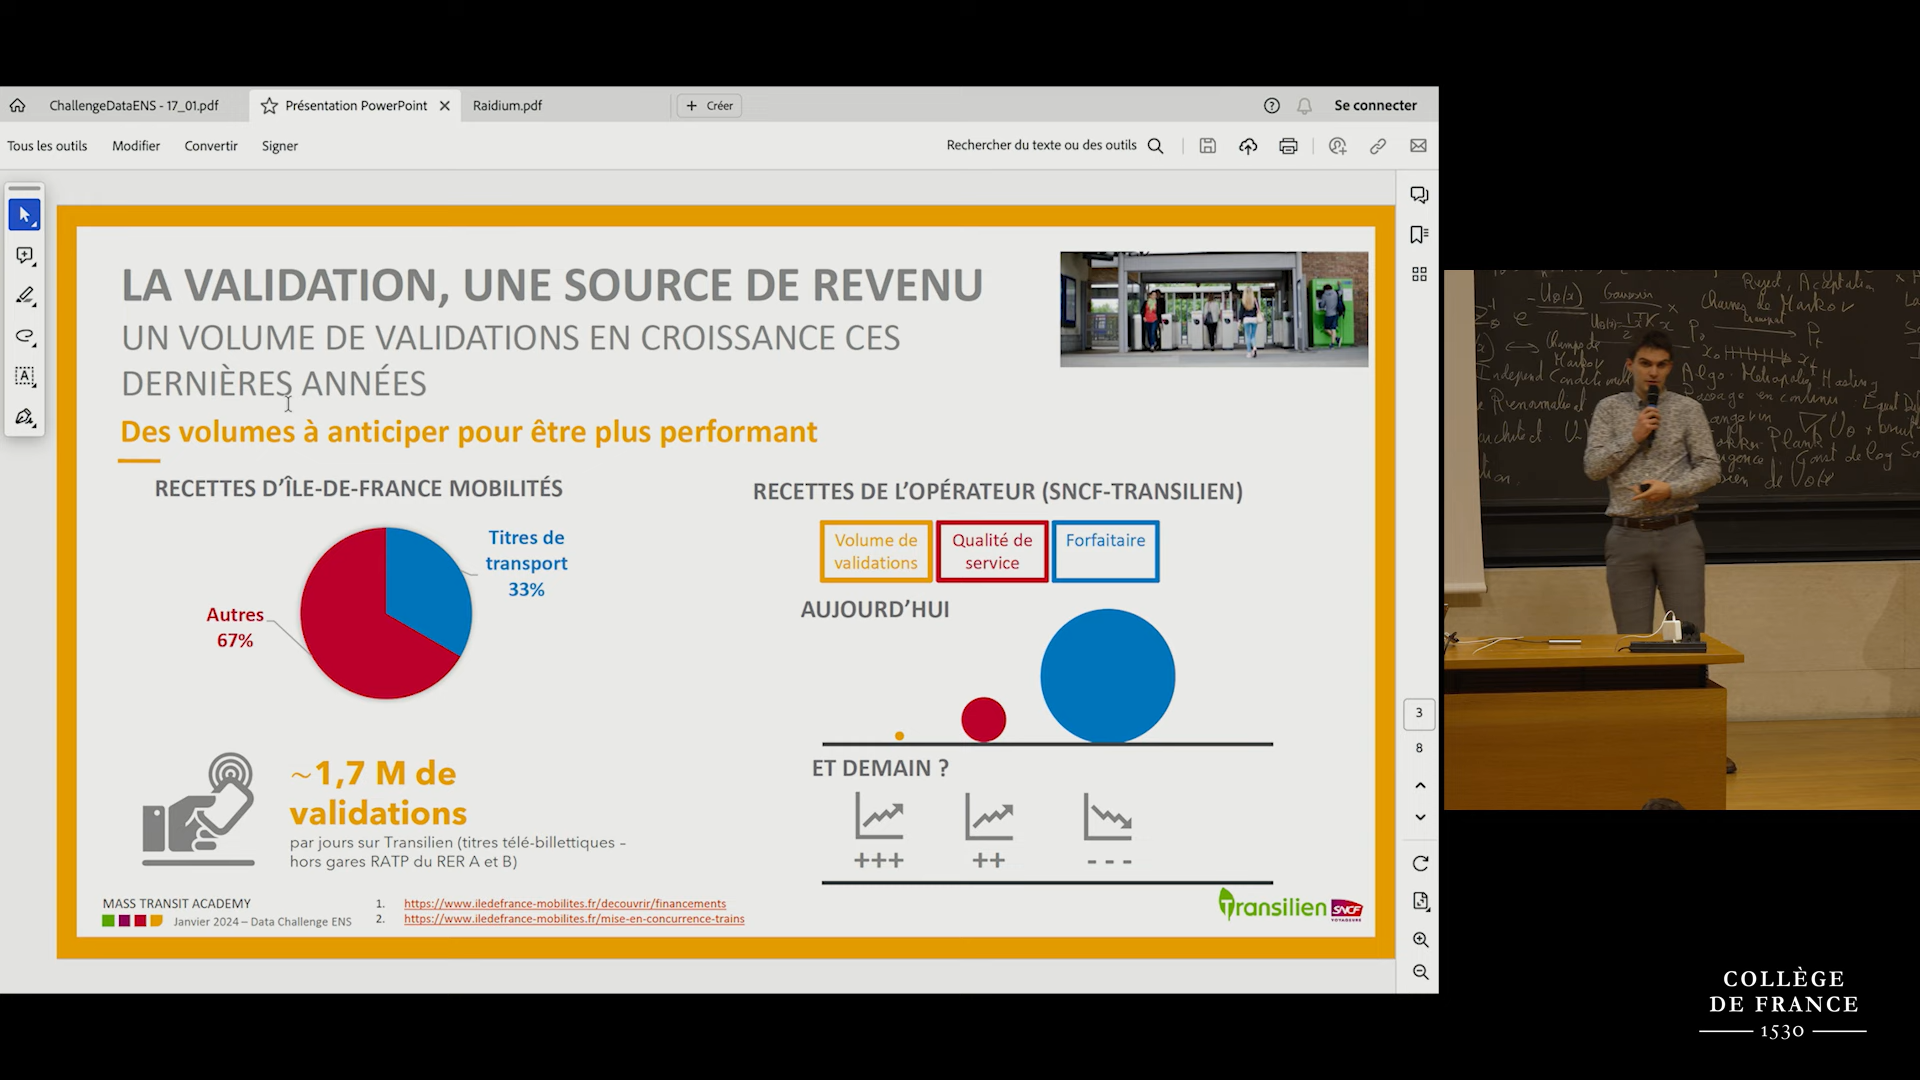 ChallengeDataENS - 17_01.pdf
Présentation PowerPoint
Raidium.pdf
Créer
Se connecter
Tous les outils
Modifier
Convertir
Signer
Rechercher du texte ou des outils
LA VALIDATION, UNE SOURCE DE REVENU
UN VOLUME DE VALIDATIONS EN CROISSANCE CES
DERNIÈRES ANNÉES
Des volumes à anticiper pour être plus performant
RECETTES D'ÎLE-DE-FRANCE MOBILITÉS
Titres de
transport
33%
Autres
67%
~1,7 M de
validations
par jours sur Transilien (titres télé-billettiques –
hors gares RATP du RER A et B)
RECETTES DE L'OPÉRATEUR (SNCF-TRANSILIEN)
Volume de
validations
Qualité de
service
Forfaitaire
AUJOURD'HUI
ET DEMAIN ?
+++
++
- - -
MASS TRANSIT ACADEMY
Janvier 2024 – Data Challenge ENS
1. https://www.iledefrance-mobilites.fr/decouvrir/financements
2. https://www.iledefrance-mobilites.fr/mise-en-concurrence-trains
Transilien SNCF
VOYAGEURS
3
8
Gaussien
Chaines de Markov
Champs de
Markov
Algo. Metropolis Hasting
COLLÈGE
DE FRANCE
1530